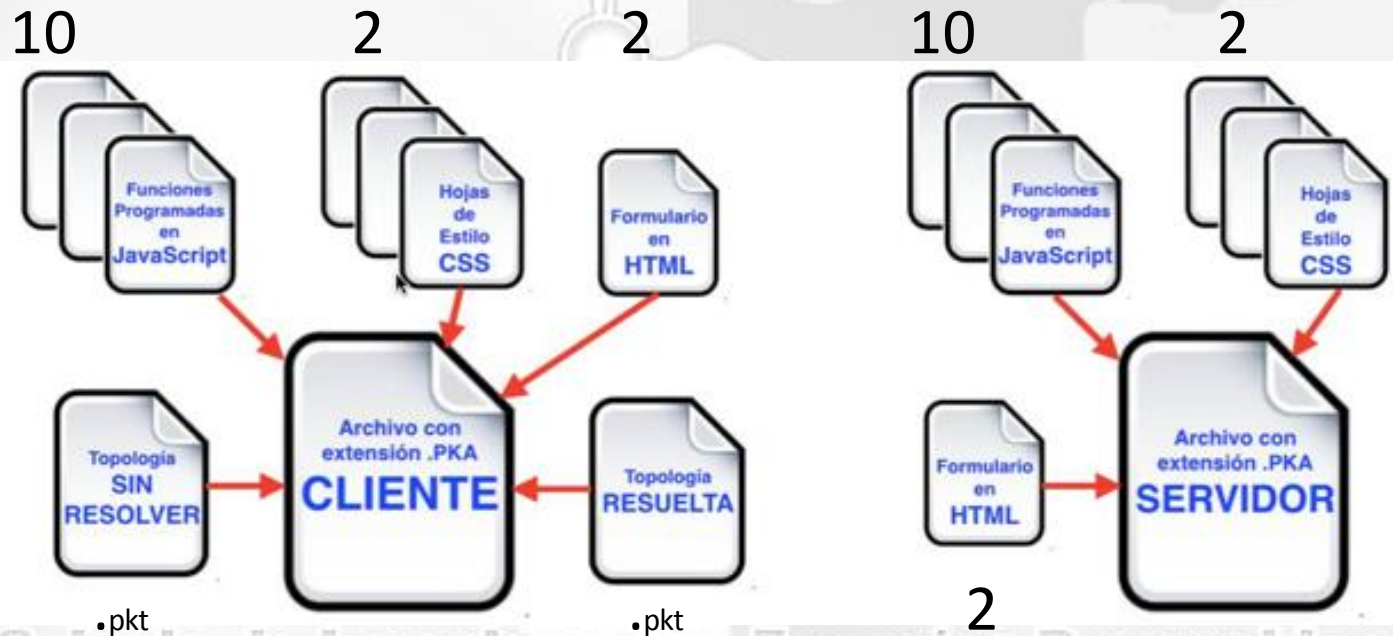 10
2
2
10
2
Funciones
Programadas
en
JavaScript
Hojas
de
Estilo
CSS
Formulario
en
HTML
Funciones
Programadas
en
JavaScript
Hojas
de
Estilo
CSS
Topología
SIN
RESOLVER
Archivo con
extensión .PKA
CLIENTE
Topología
RESUELTA
Formulario
en
HTML
Archivo con
extensión .PKA
SERVIDOR
.pkt
.pkt
2